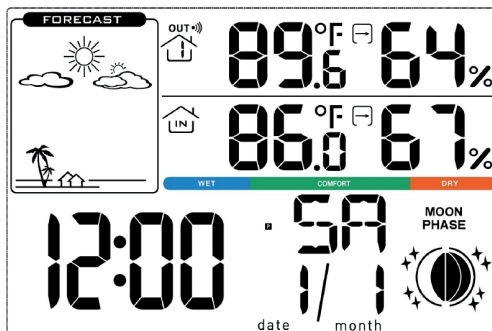 FORECAST
OUT 1 89.6 °F 64%
IN 86.0 °F 67%
WET COMFORT DRY
12:00
P SA
MOON
PHASE
1/1
date month